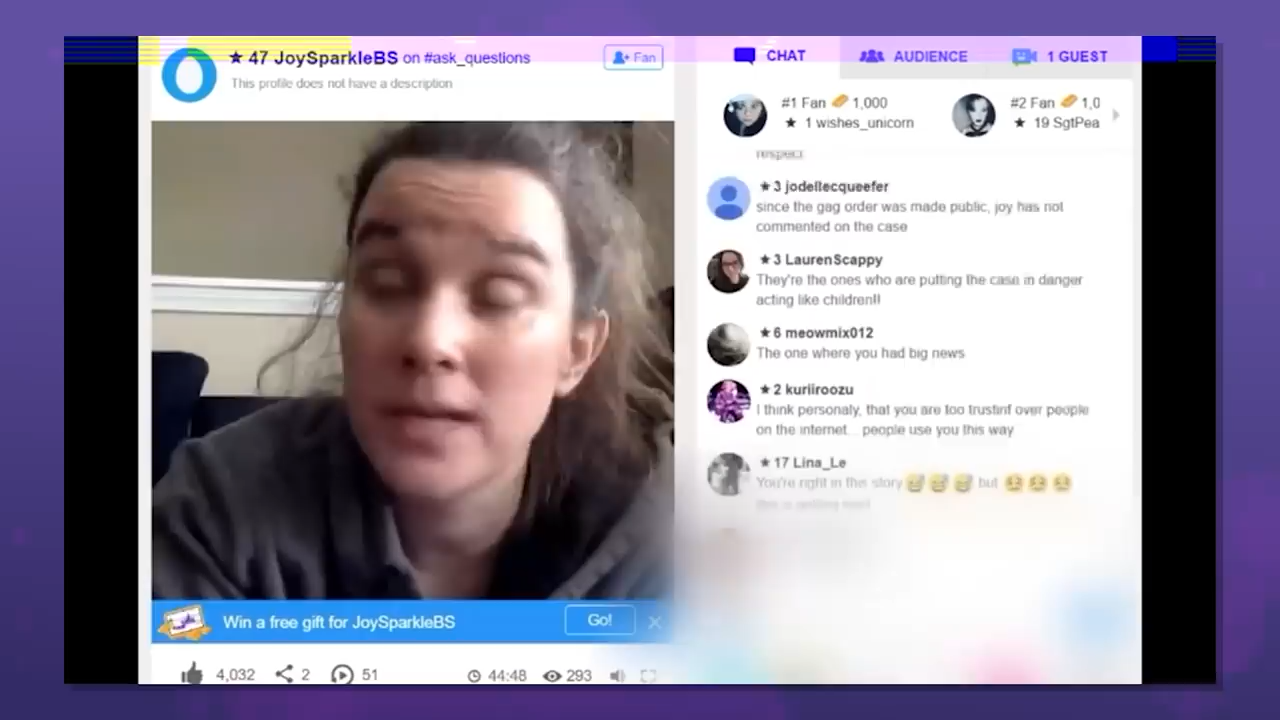 ★ 47 JoySparkleBS on #ask_questions
Fan
This profile does not have a description
CHAT
AUDIENCE
1 GUEST
#1 Fan 1,000
★ 1 wishes_unicorn
#2 Fan 1,0
★ 19 SgtPea
respect
★ 3 jodellecqueefer
since the gag order was made public, joy has not
commented on the case
★ 3 LaurenScappy
They're the ones who are putting the case in danger
acting like children!!
★ 6 meowmix012
The one where you had big news
★ 2 kuriiroozu
I think personaly, that you are too trustinf over people
on the internet... people use you this way
★ 17 Lina_Le
You're right in the story 😅 😅 😅 but 😣 😣 😣
Win a free gift for JoySparkleBS
Go!
4,032
2
51
44:48
293